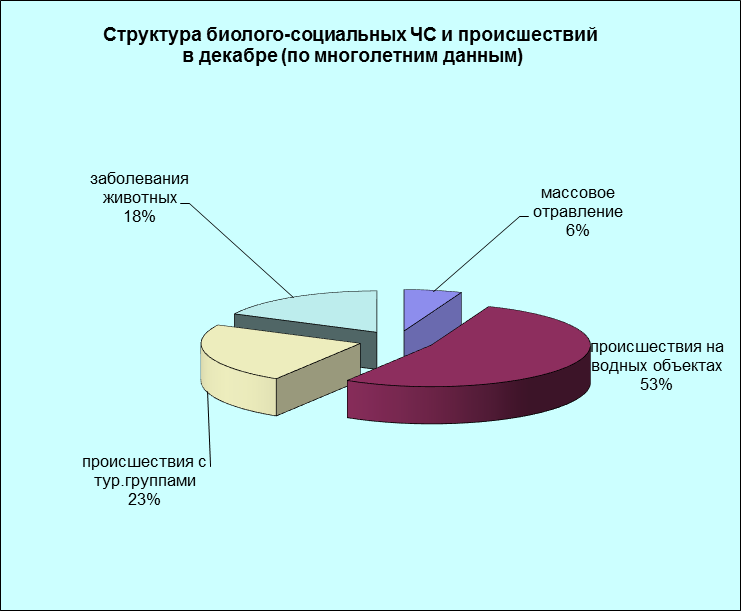 Структура биолого-социальных ЧС и происшествий
в декабре (по многолетним данным)
заболевания
животных
18%
массовое
отравление
6%
происшествия на
водных объектах
53%
происшествия с
тур.группами
23%